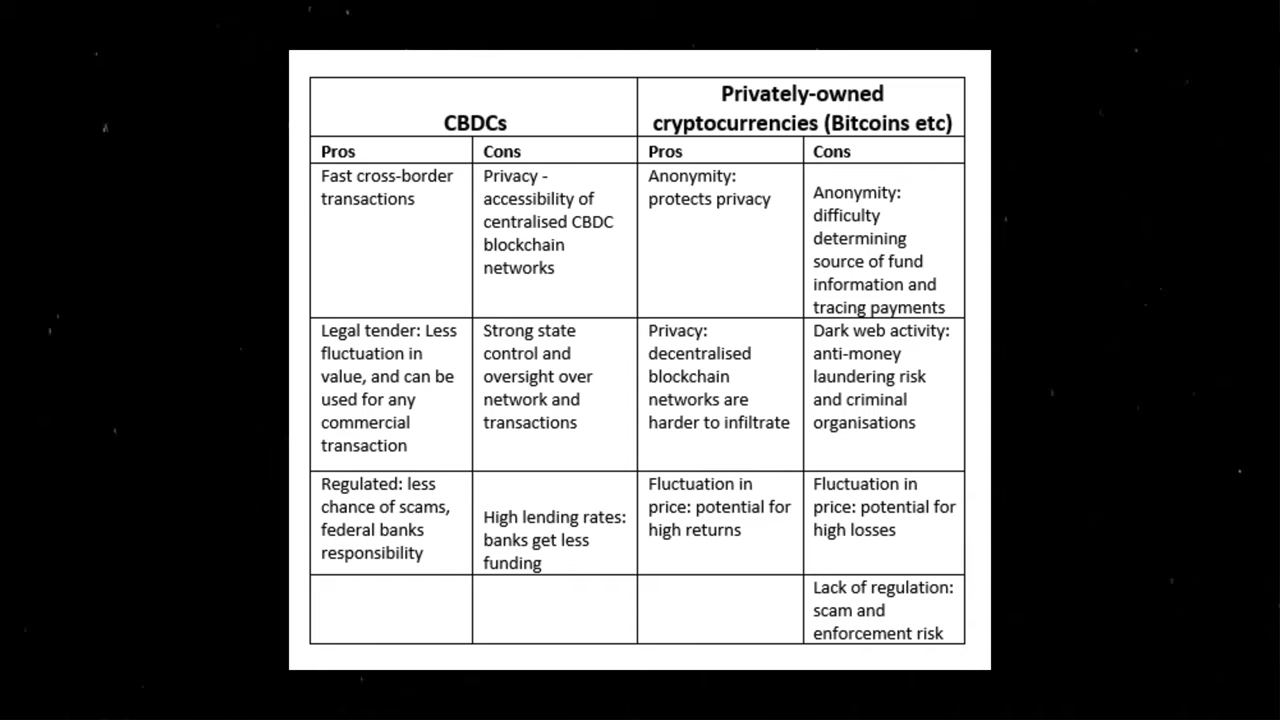 CBDCs
Privately-owned
cryptocurrencies (Bitcoins etc)
Pros
Cons
Pros
Cons
Fast cross-border
transactions
Privacy -
accessibility of
centralised CBDC
blockchain
networks
Anonymity:
protects privacy
Anonymity:
difficulty
determining
source of fund
information and
tracing payments
Legal tender: Less
fluctuation in
value, and can be
used for any
commercial
transaction
Strong state
control and
oversight over
network and
transactions
Privacy:
decentralised
blockchain
networks are
harder to infiltrate
Dark web activity:
anti-money
laundering risk
and criminal
organisations
Regulated: less
chance of scams,
federal banks
responsibility
High lending rates:
banks get less
funding
Fluctuation in
price: potential for
high returns
Fluctuation in
price: potential for
high losses
Lack of regulation:
scam and
enforcement risk